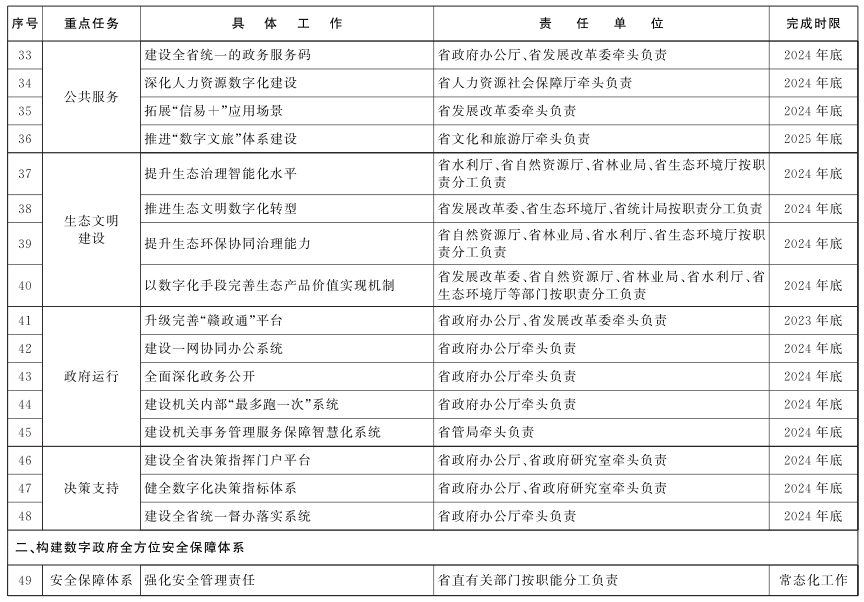 序号 重点任务 具体工作 责任单位 完成时限
33 公共服务 建设全省统一的政务服务码 省政府办公厅、省发展改革委牵头负责 2024年底
34 深化人力资源数字化建设 省人力资源社会保障厅牵头负责 2024年底
35 拓展“信易＋”应用场景 省发展改革委牵头负责 2024年底
36 推进“数字文旅”体系建设 省文化和旅游厅牵头负责 2025年底
37 生态文明建设 提升生态治理智能化水平 省水利厅、省自然资源厅、省林业局、省生态环境厅按职责分工负责 2024年底
38 推进生态文明数字化转型 省发展改革委、省生态环境厅、省统计局按职责分工负责 2024年底
39 提升生态环保协同治理能力 省自然资源厅、省林业局、省水利厅、省生态环境厅按职责分工负责 2024年底
40 以数字化手段完善生态产品价值实现机制 省发展改革委、省自然资源厅、省林业局、省水利厅、省生态环境厅等部门按职责分工负责 2024年底
41 政府运行 升级完善“赣政通”平台 省政府办公厅、省发展改革委牵头负责 2023年底
42 建设一网协同办公系统 省政府办公厅牵头负责 2024年底
43 全面深化政务公开 省政府办公厅牵头负责 2024年底
44 建设机关内部“最多跑一次”系统 省政府办公厅牵头负责 2024年底
45 建设机关事务管理服务保障智慧化系统 省管局牵头负责 2024年底
46 决策支持 建设全省决策指挥门户平台 省政府办公厅、省政府研究室牵头负责 2024年底
47 健全数字化决策指标体系 省政府办公厅、省政府研究室牵头负责 2024年底
48 建设全省统一督办落实系统 省政府办公厅牵头负责 2024年底
二、构建数字政府全方位安全保障体系
49 安全保障体系 强化安全管理责任 省直有关部门按职能分工负责 常态化工作